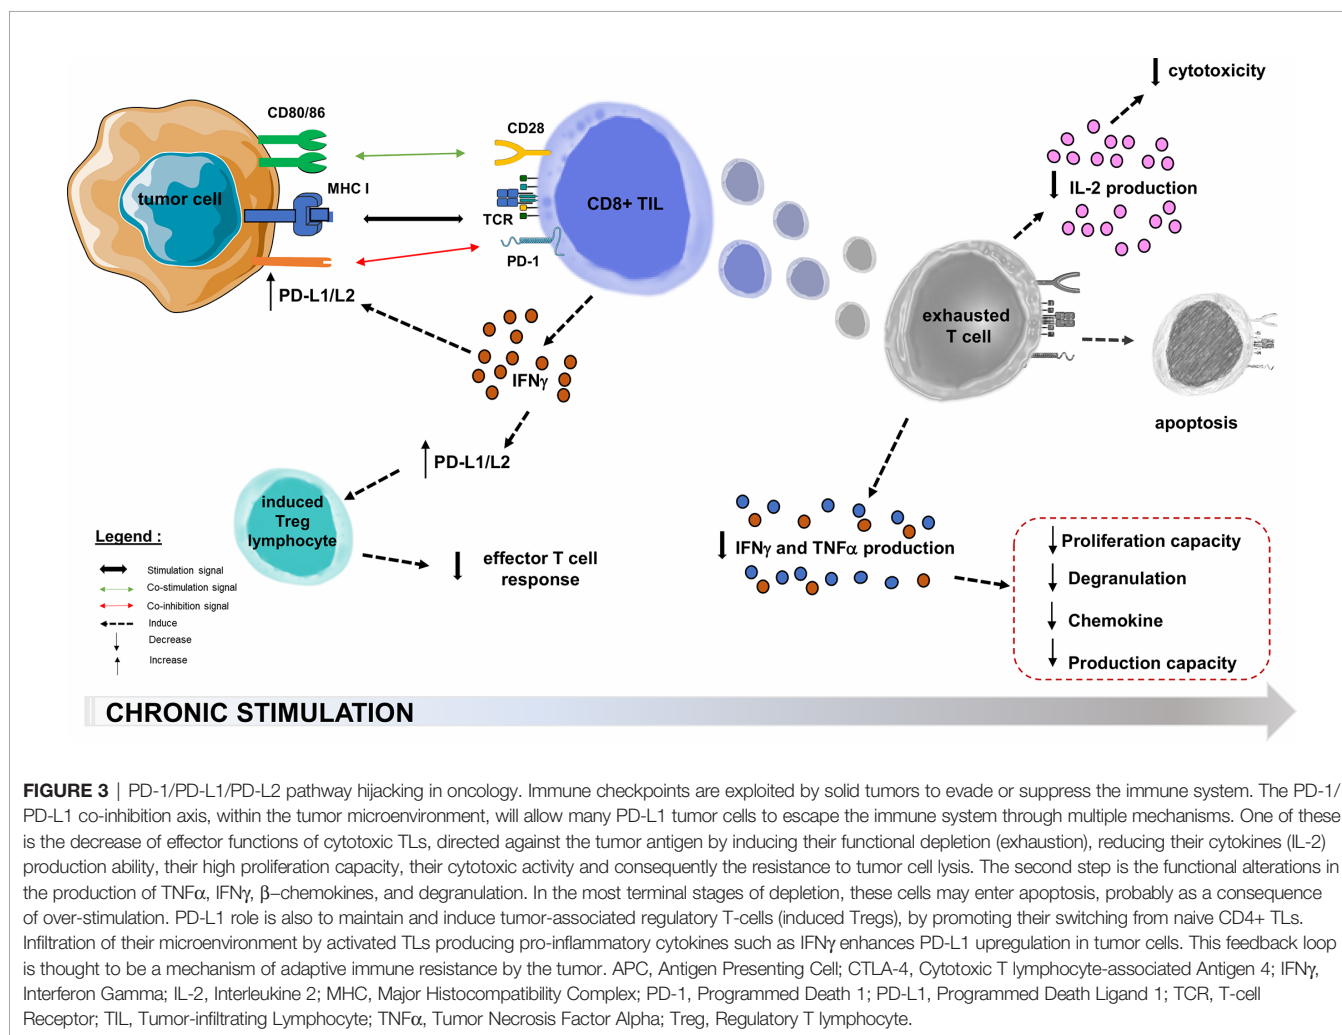 cytotoxicity
CD80/86
CD28
MHC I
tumor cell
CD8+ TIL
IL-2 production
TCR
PD-1
PD-L1/L2
exhausted
T cell
IFNγ
apoptosis
PD-L1/L2
induced
Treg
lymphocyte
effector T cell
response
IFNγ and TNFα production
Proliferation capacity
Degranulation
Chemokine
Production capacity
Legend :
Stimulation signal
Co-stimulation signal
Co-inhibition signal
Induce
Decrease
Increase
CHRONIC STIMULATION
FIGURE 3 | PD-1/PD-L1/PD-L2 pathway hijacking in oncology. Immune checkpoints are exploited by solid tumors to evade or suppress the immune system. The PD-1/
PD-L1 co-inhibition axis, within the tumor microenvironment, will allow many PD-L1 tumor cells to escape the immune system through multiple mechanisms. One of these
is the decrease of effector functions of cytotoxic TLs, directed against the tumor antigen by inducing their functional depletion (exhaustion), reducing their cytokines (IL-2)
production ability, their high proliferation capacity, their cytotoxic activity and consequently the resistance to tumor cell lysis. The second step is the functional alterations in
the production of TNFα, IFNγ, β–chemokines, and degranulation. In the most terminal stages of depletion, these cells may enter apoptosis, probably as a consequence
of over-stimulation. PD-L1 role is also to maintain and induce tumor-associated regulatory T-cells (induced Tregs), by promoting their switching from naive CD4+ TLs.
Infiltration of their microenvironment by activated TLs producing pro-inflammatory cytokines such as IFNγ enhances PD-L1 upregulation in tumor cells. This feedback loop
is thought to be a mechanism of adaptive immune resistance by the tumor. APC, Antigen Presenting Cell; CTLA-4, Cytotoxic T lymphocyte-associated Antigen 4; IFNγ,
Interferon Gamma; IL-2, Interleukine 2; MHC, Major Histocompatibility Complex; PD-1, Programmed Death 1; PD-L1, Programmed Death Ligand 1; TCR, T-cell
Receptor; TIL, Tumor-infiltrating Lymphocyte; TNFα, Tumor Necrosis Factor Alpha; Treg, Regulatory T lymphocyte.